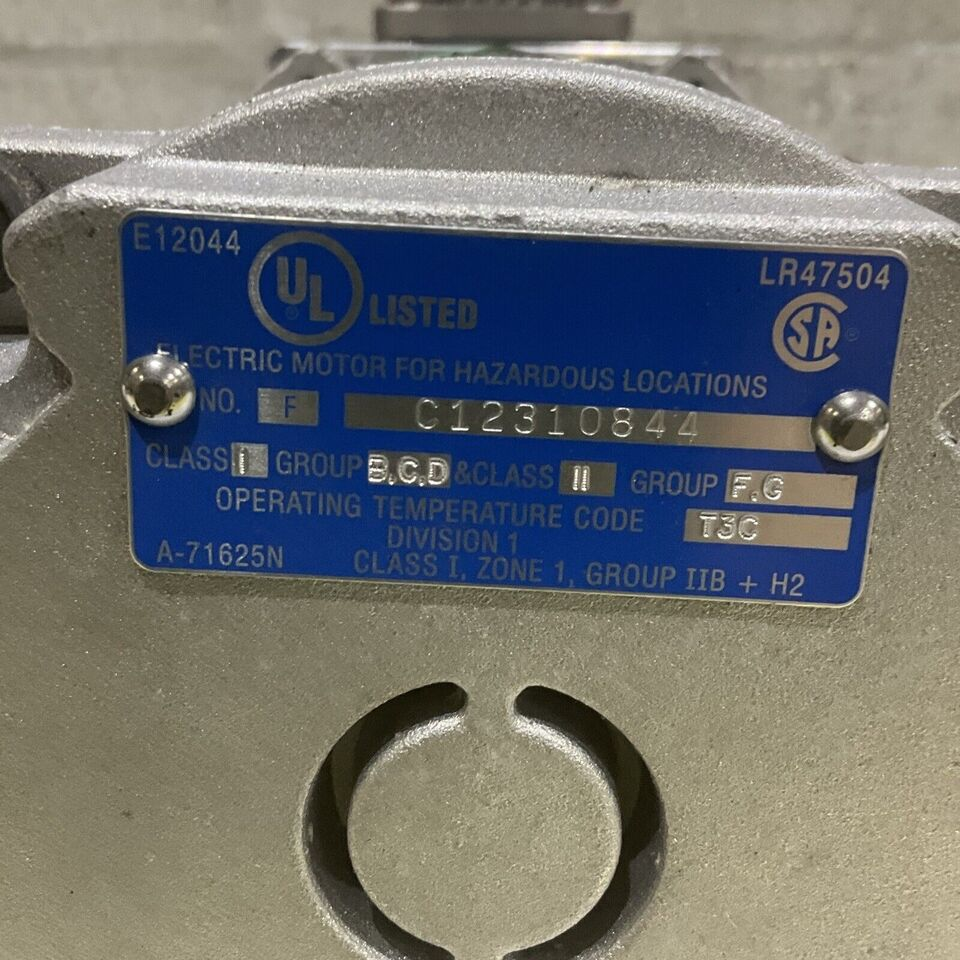 E12044
UL
®
LISTED
LR47504
CSA
®
ELECTRIC MOTOR FOR HAZARDOUS LOCATIONS
NO. F C12310844
CLASS I GROUP B,C,D & CLASS II GROUP F,G
OPERATING TEMPERATURE CODE T3C
DIVISION 1
A-71625N CLASS I, ZONE 1, GROUP IIB + H2